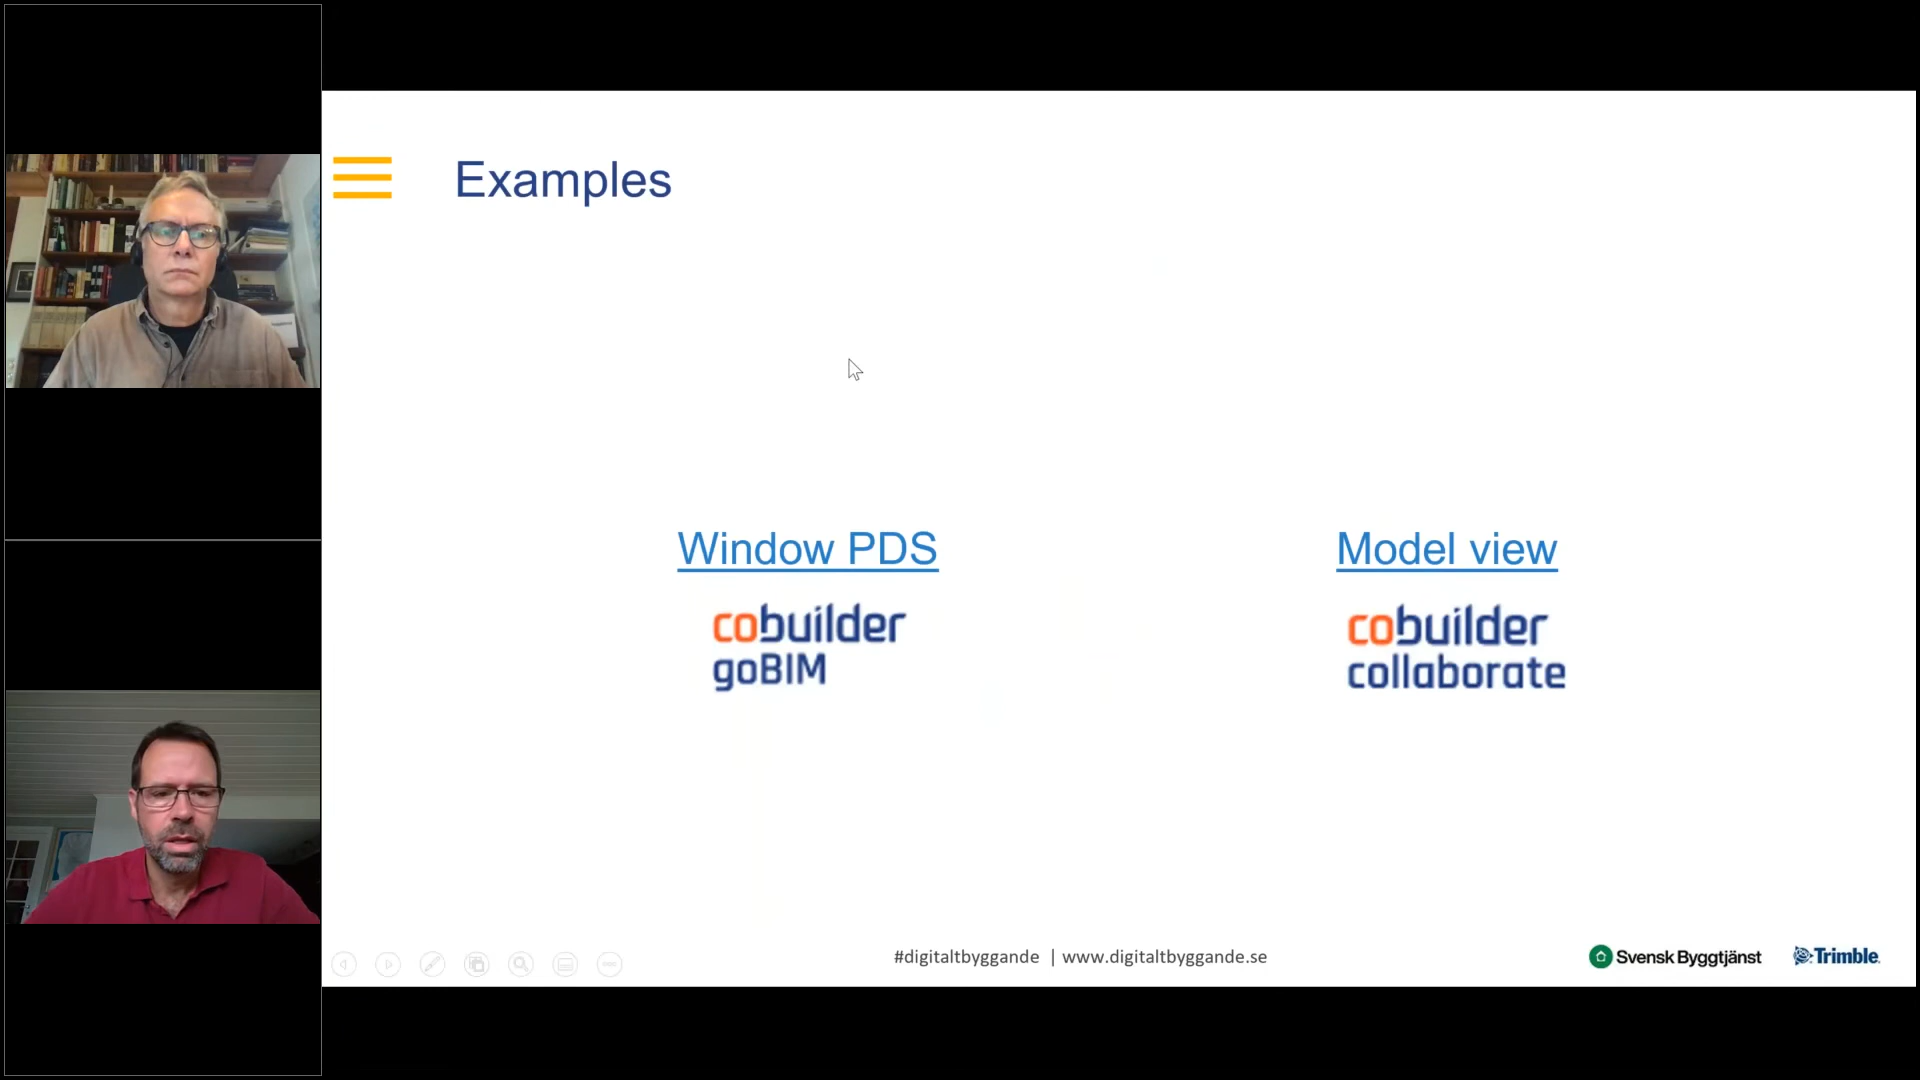 Examples
Window PDS
cobuilder
goBIM
Model view
cobuilder
collaborate
#digitaltbyggande | www.digitaltbyggande.se
Svensk Byggtjänst
Trimble